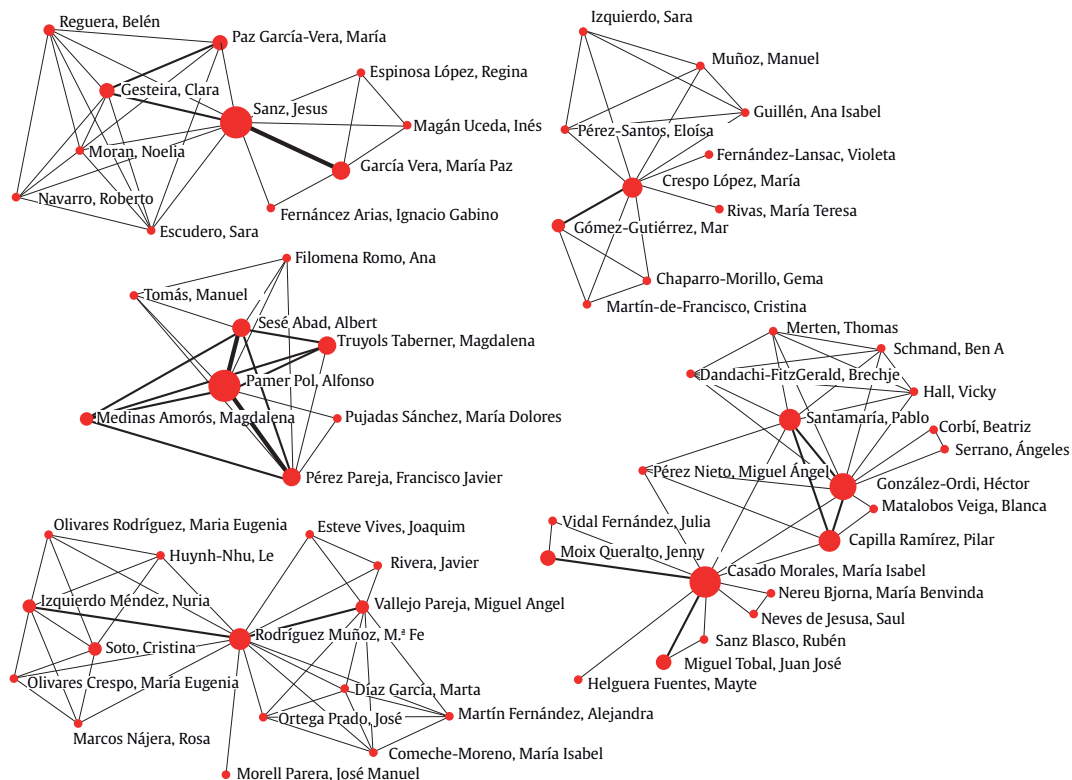 Reguera, Belén
Paz García-Vera, María
Espinosa López, Regina
Gesteira, Clara
Sanz, Jesus
Magán Uceda, Inés
Moran, Noelia
García Vera, María Paz
Navarro, Roberto
Fernáncez Arias, Ignacio Gabino
Escudero, Sara
Izquierdo, Sara
Muñoz, Manuel
Guillén, Ana Isabel
Pérez-Santos, Eloísa
Fernández-Lansac, Violeta
Crespo López, María
Rivas, María Teresa
Gómez-Gutiérrez, Mar
Chaparro-Morillo, Gema
Martín-de-Francisco, Cristina
Filomena Romo, Ana
Tomás, Manuel
Sesé Abad, Albert
Truyols Taberner, Magdalena
Pamer Pol, Alfonso
Medinas Amorós, Magdalena
Pujadas Sánchez, María Dolores
Pérez Pareja, Francisco Javier
Merten, Thomas
Schmand, Ben A
Dandachi-FitzGerald, Brechje
Hall, Vicky
Santamaría, Pablo
Corbí, Beatriz
Serrano, Ángeles
Pérez Nieto, Miguel Ángel
González-Ordi, Héctor
Matalobos Veiga, Blanca
Vidal Fernández, Julia
Capilla Ramírez, Pilar
Moix Queralto, Jenny
Casado Morales, María Isabel
Nereu Bjorna, María Benvinda
Neves de Jesusa, Saul
Sanz Blasco, Rubén
Miguel Tobal, Juan José
Helguera Fuentes, Mayte
Olivares Rodríguez, Maria Eugenia
Esteve Vives, Joaquim
Huynh-Nhu, Le
Rivera, Javier
Izquierdo Méndez, Nuria
Vallejo Pareja, Miguel Angel
Rodríguez Muñoz, M.ª Fe
Soto, Cristina
Olivares Crespo, María Eugenia
Díaz García, Marta
Ortega Prado, José
Martín Fernández, Alejandra
Marcos Nájera, Rosa
Comeche-Moreno, María Isabel
Morell Parera, José Manuel